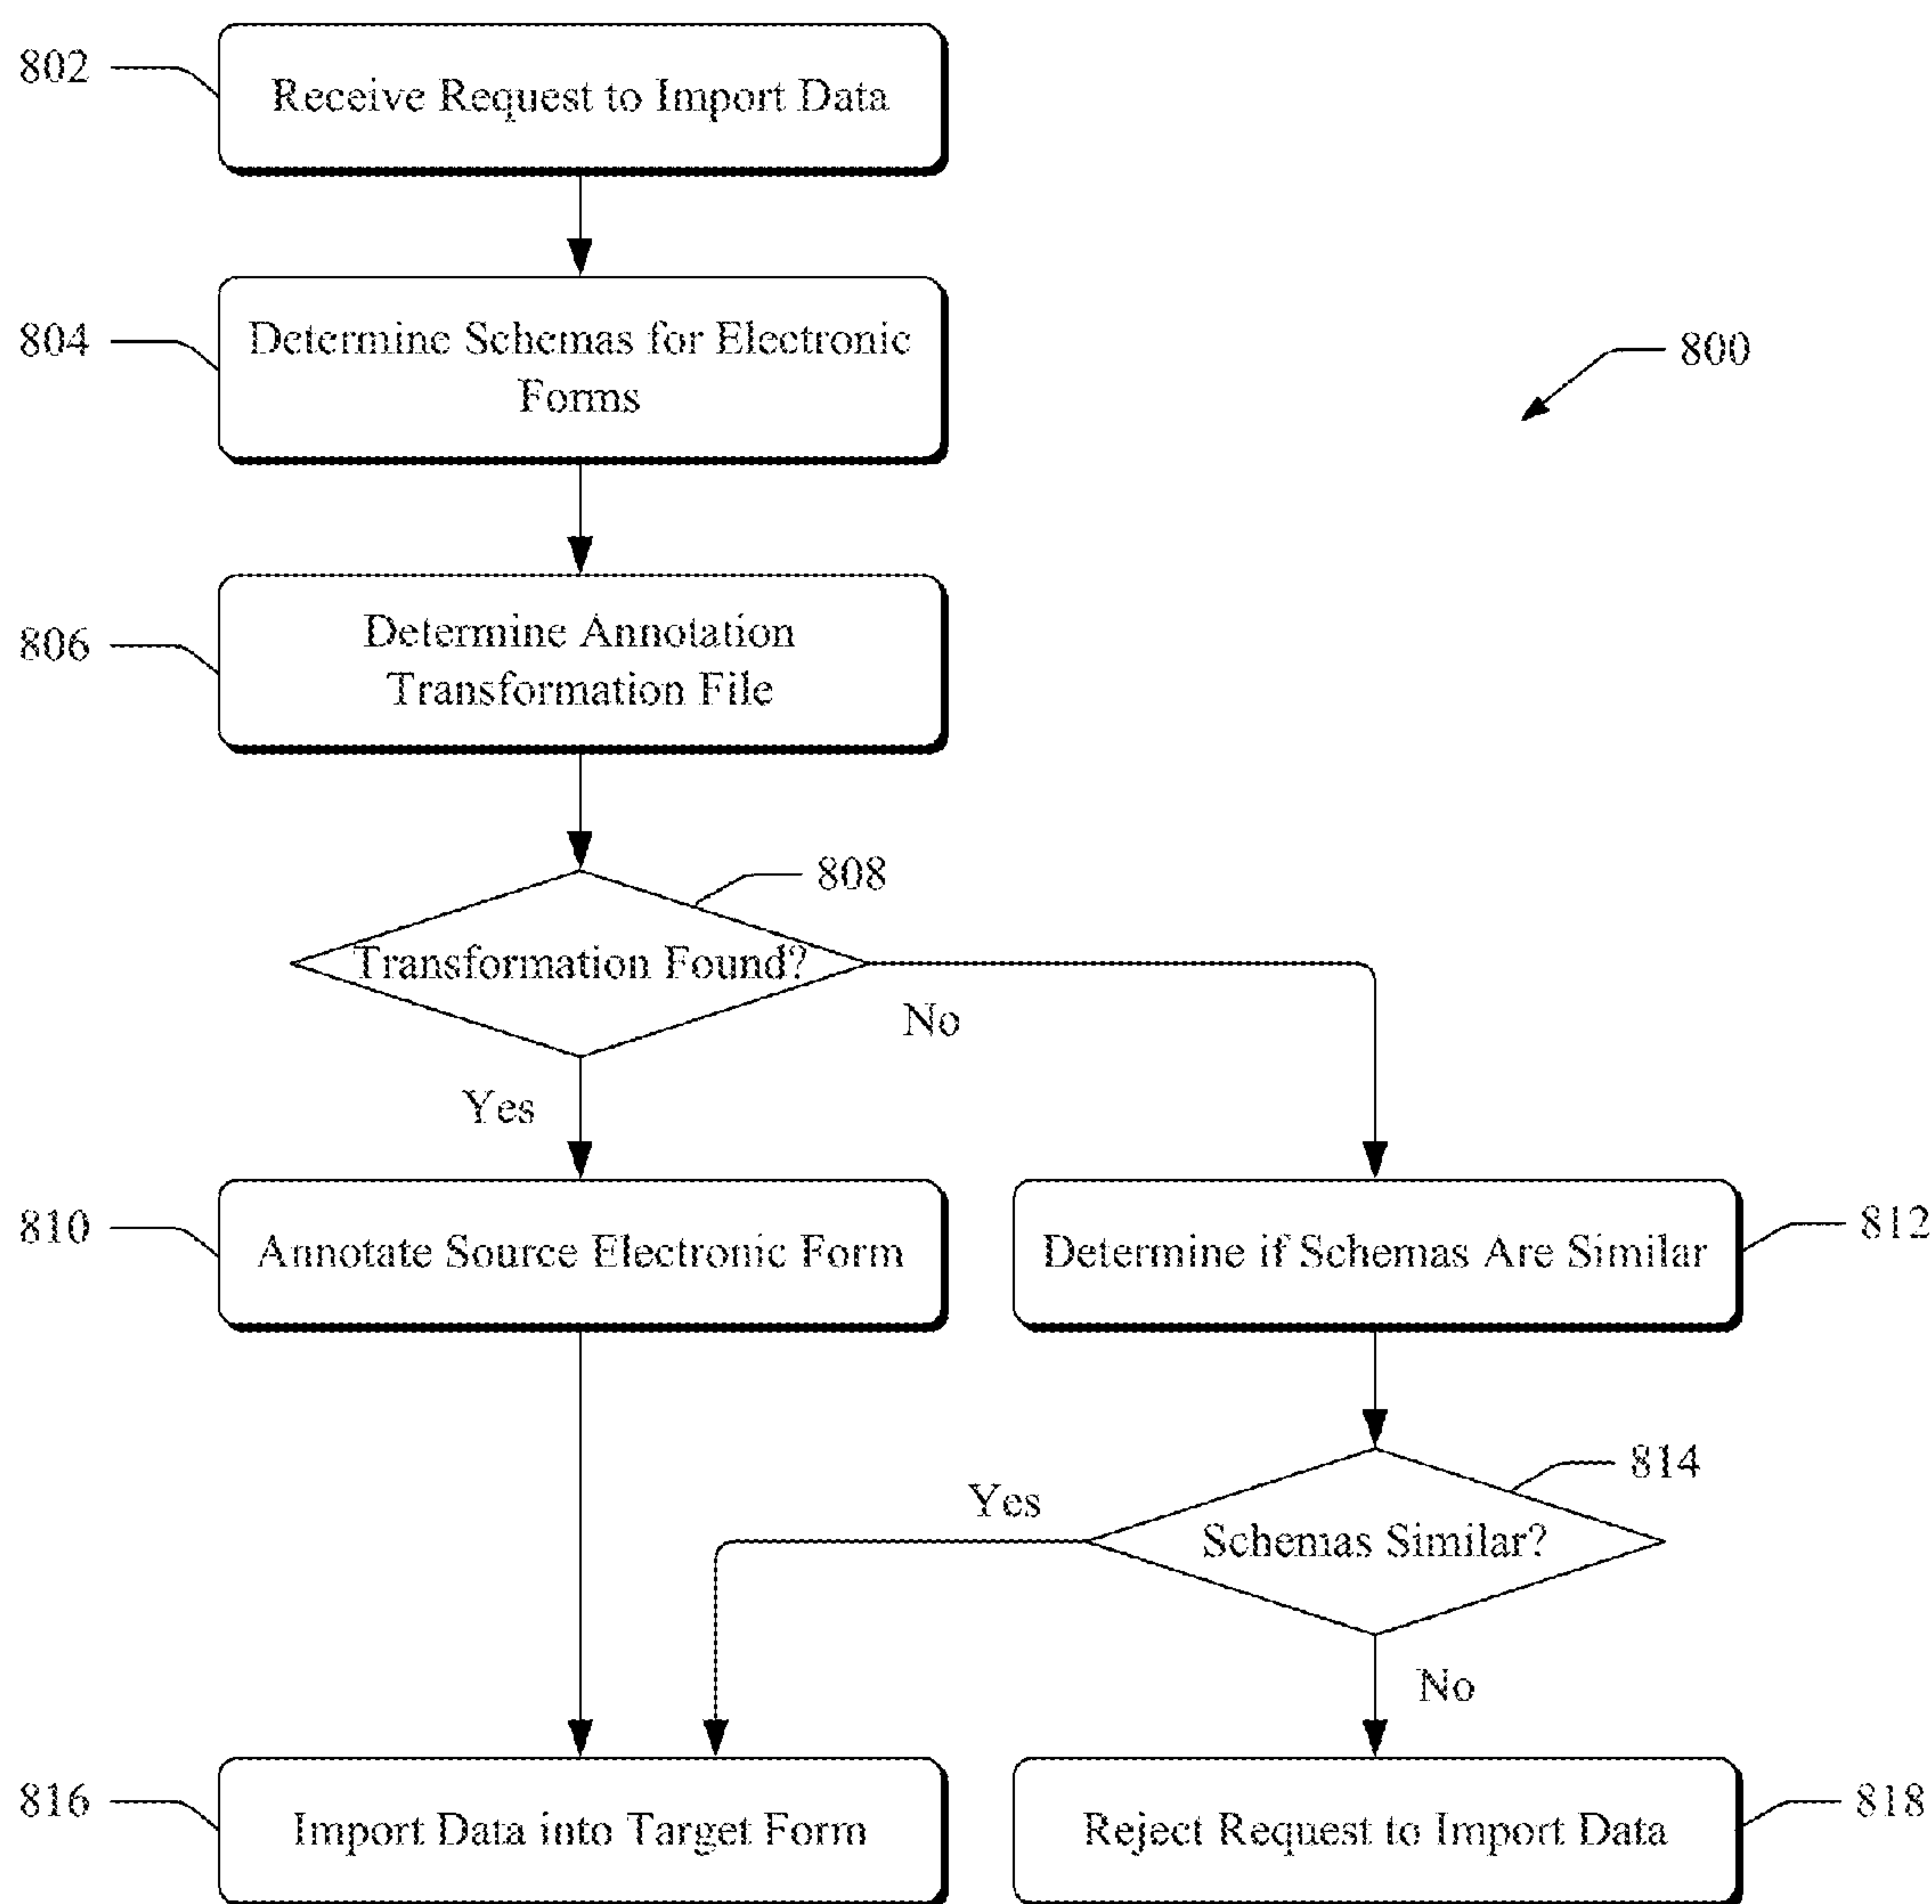 802
Receive Request to Import Data
804
Determine Schemas for Electronic
Forms
800
806
Determine Annotation
Transformation File
808
Transformation Found?
No
Yes
810
Annotate Source Electronic Form
Determine if Schemas Are Similar
812
814
Yes
Schemas Similar?
No
816
Import Data into Target Form
Reject Request to Import Data
818